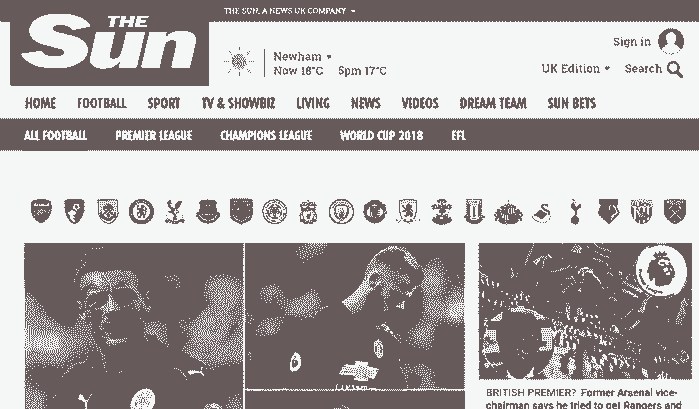 THE SUN, A NEWS UK COMPANY
THE
Sun
Newham
Now 18°C 5pm 17°C
Sign in
UK Edition Search
HOME FOOTBALL SPORT TV & SHOWBIZ LIVING NEWS VIDEOS DREAM TEAM SUN BETS
ALL FOOTBALL PREMIER LEAGUE CHAMPIONS LEAGUE WORLD CUP 2018 EFL
BRITISH PREMIER? Former Arsenal vice-
chairman says he tried to get Rangers and